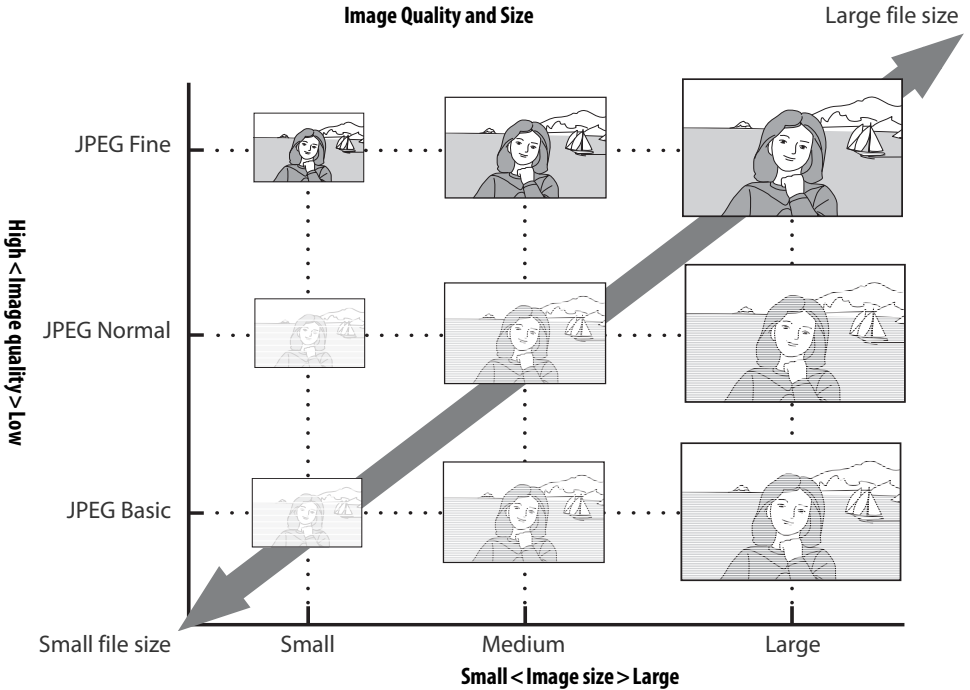 Image Quality and Size
Large file size
JPEG Fine
JPEG Normal
JPEG Basic
High < Image quality > Low
Small file size
Small
Medium
Large
Small < Image size > Large